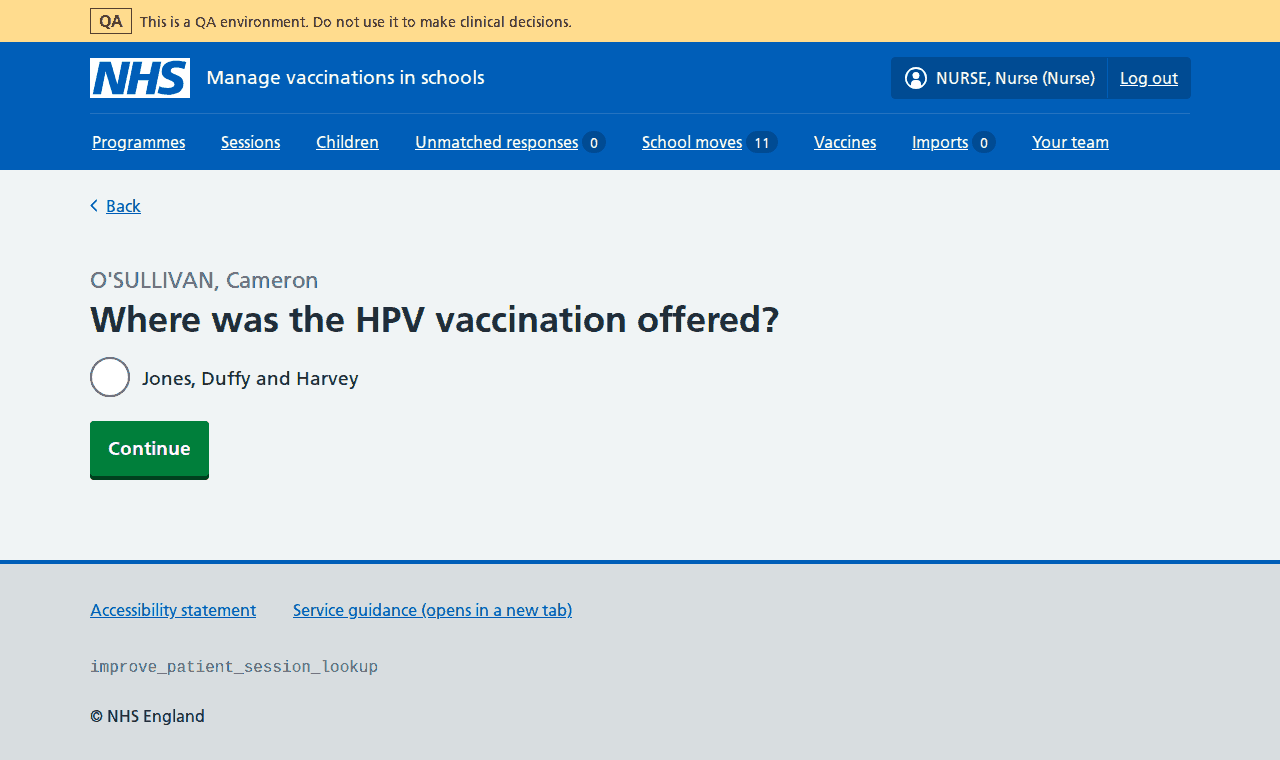 QA This is a QA environment. Do not use it to make clinical decisions.
NHS Manage vaccinations in schools NURSE, Nurse (Nurse) Log out
Programmes Sessions Children Unmatched responses 0 School moves 11 Vaccines Imports 0 Your team
Back
O'SULLIVAN, Cameron
Where was the HPV vaccination offered?
Jones, Duffy and Harvey
Continue
Accessibility statement Service guidance (opens in a new tab)
improve_patient_session_lookup
© NHS England